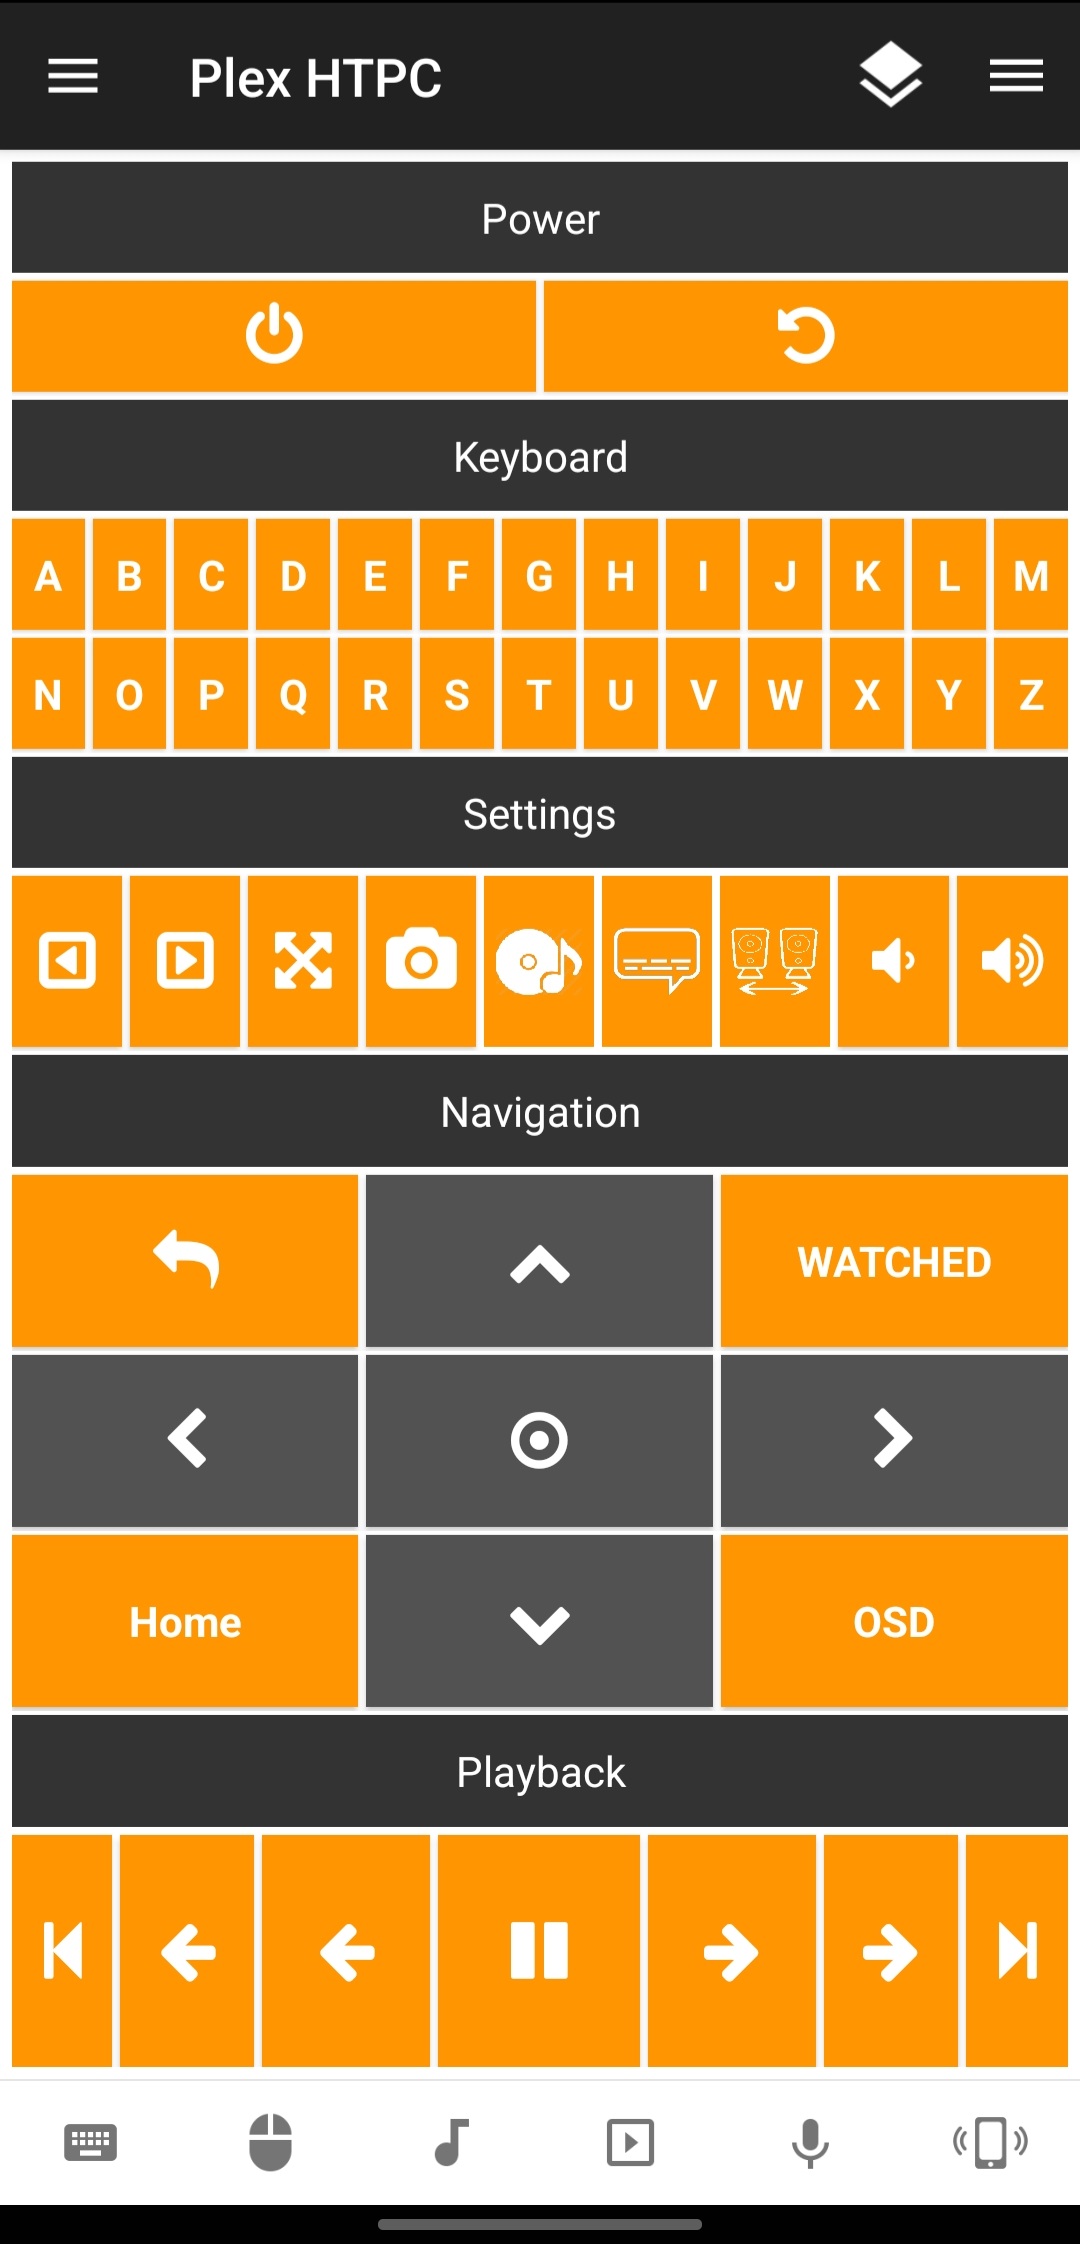 Plex HTPC
Power
Keyboard
A B C D E F G H I J K L M
N O P Q R S T U V W X Y Z
Settings
Navigation
WATCHED
Home OSD
Playback